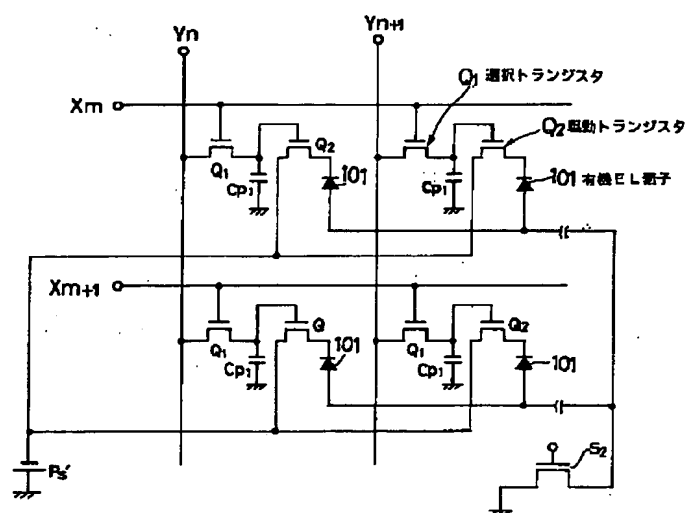 Yn
Yn+1
Q1 選択トランジスタ
Xm
Q2 駆動トランジスタ
Q1
Q2
Cp1
101
Cp1
101 有機EL素子
Xm+1
Q1
Q
Cp1
101
Q1
Q2
Cp1
101
Ps'
S2